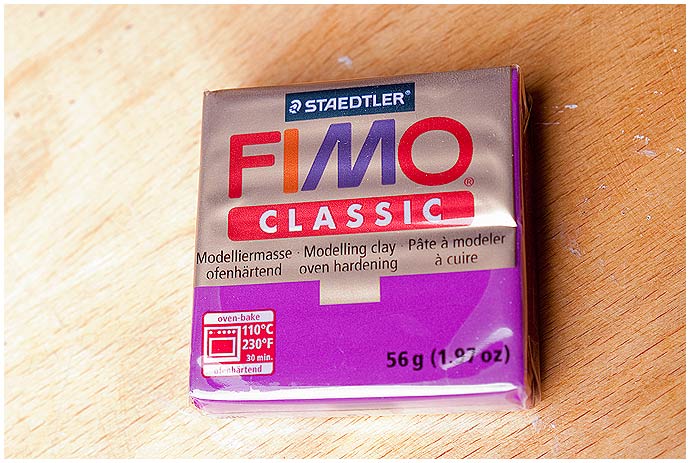 STAEDTLER®
FIMO®
CLASSIC
Modelliermasse · Modelling clay · Pâte à modeler
ofenhärtend oven hardening à cuire
oven-bake
110°C
230°F
30 min.
ofenhärtend
56 g (1.97 oz)